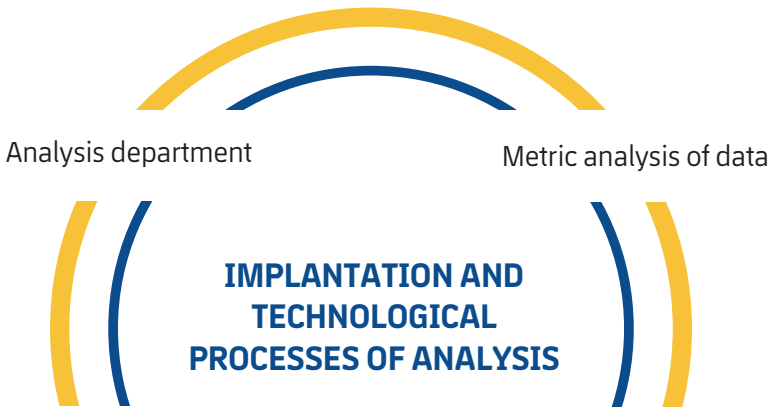 Analysis department
Metric analysis of data
IMPLANTATION AND
TECHNOLOGICAL
PROCESSES OF ANALYSIS